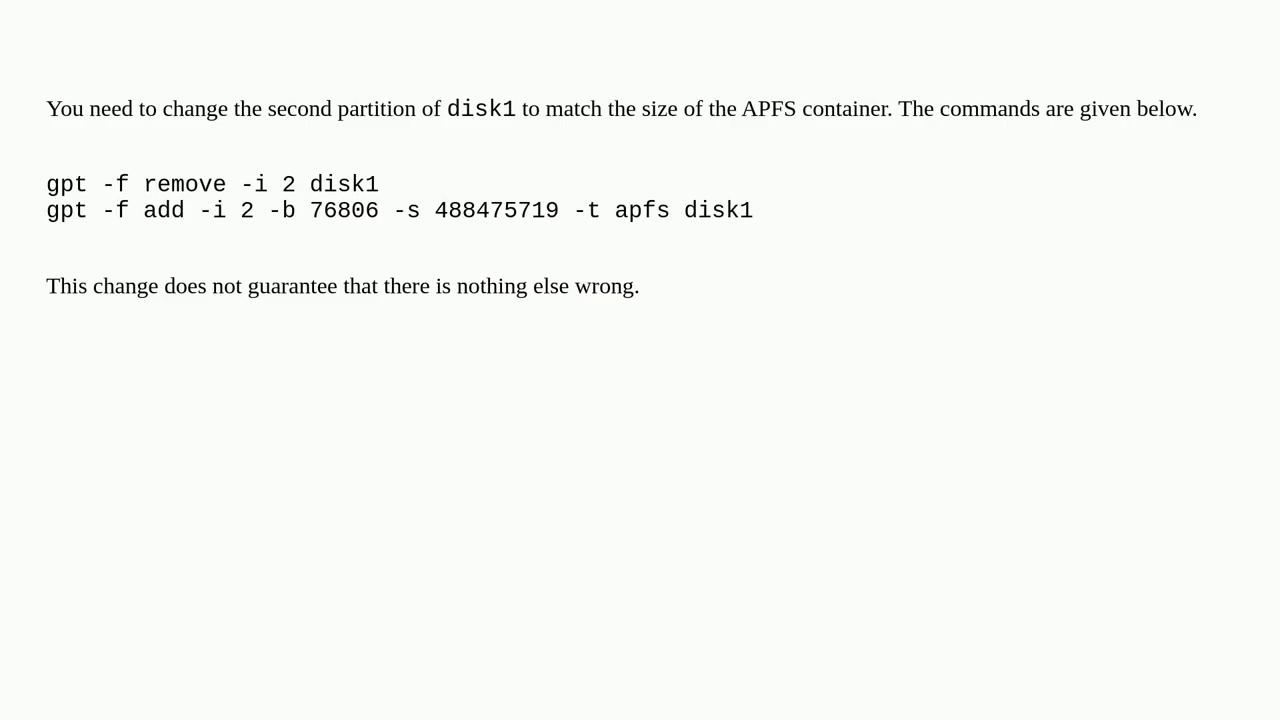 You need to change the second partition of disk1 to match the size of the APFS container. The commands are given below.
gpt -f remove -i 2 disk1
gpt -f add -i 2 -b 76806 -s 488475719 -t apfs disk1
This change does not guarantee that there is nothing else wrong.